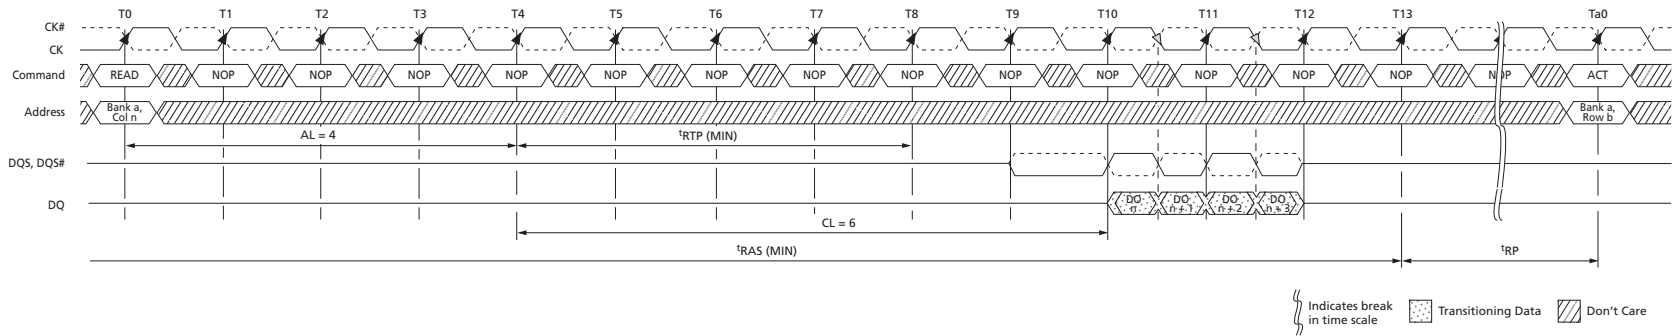 T0 T1 T2 T3 T4 T5 T6 T7 T8 T9 T10 T11 T12 T13 Ta0
CK#
CK
Command READ NOP NOP NOP NOP NOP NOP NOP NOP NOP NOP NOP NOP NOP NOP ACT
Address Bank a, Col n Bank a, Row b
AL = 4 tRTP (MIN)
DQS, DQS#
DQ DO n DO n + 1 DO n + 2 DO n + 3
CL = 6
tRAS (MIN) tRP
Indicates break in time scale Transitioning Data Don't Care